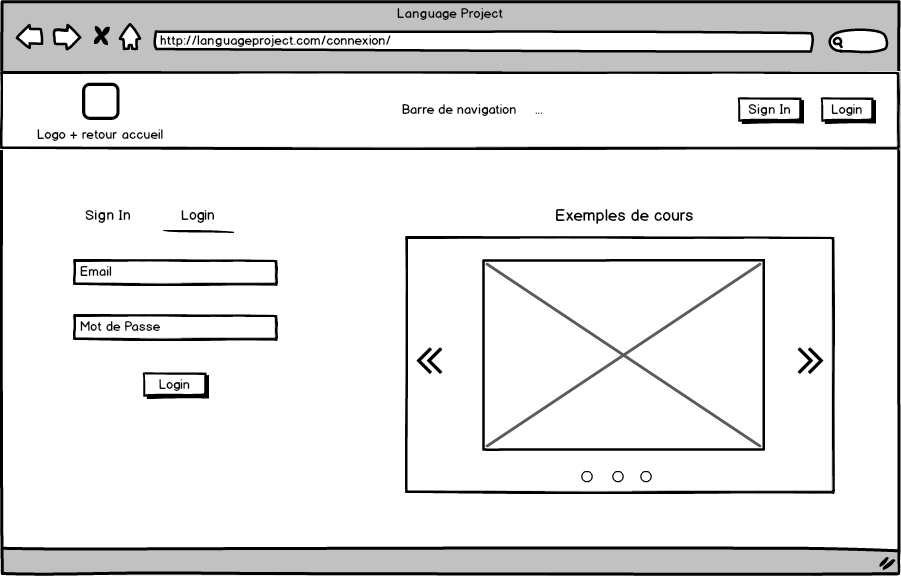 Language Project
http://languageproject.com/connexion/
Logo + retour accueil
Barre de navigation ...
Sign In
Login
Sign In
Login
Email
Mot de Passe
Login
Exemples de cours